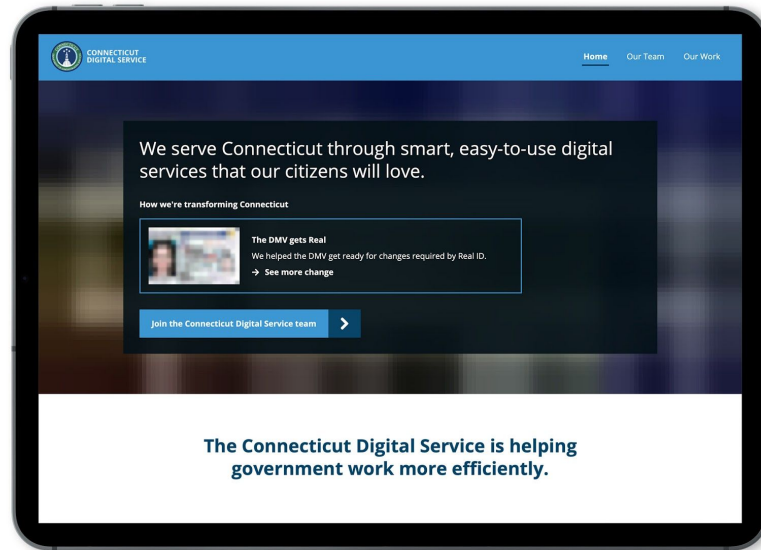 CONNECTICUT
DIGITAL SERVICE
Home
Our Team
Our Work
We serve Connecticut through smart, easy-to-use digital
services that our citizens will love.
How we're transforming Connecticut
The DMV gets Real
We helped the DMV get ready for changes required by Real ID.
→ See more change
Join the Connecticut Digital Service team
The Connecticut Digital Service is helping
government work more efficiently.